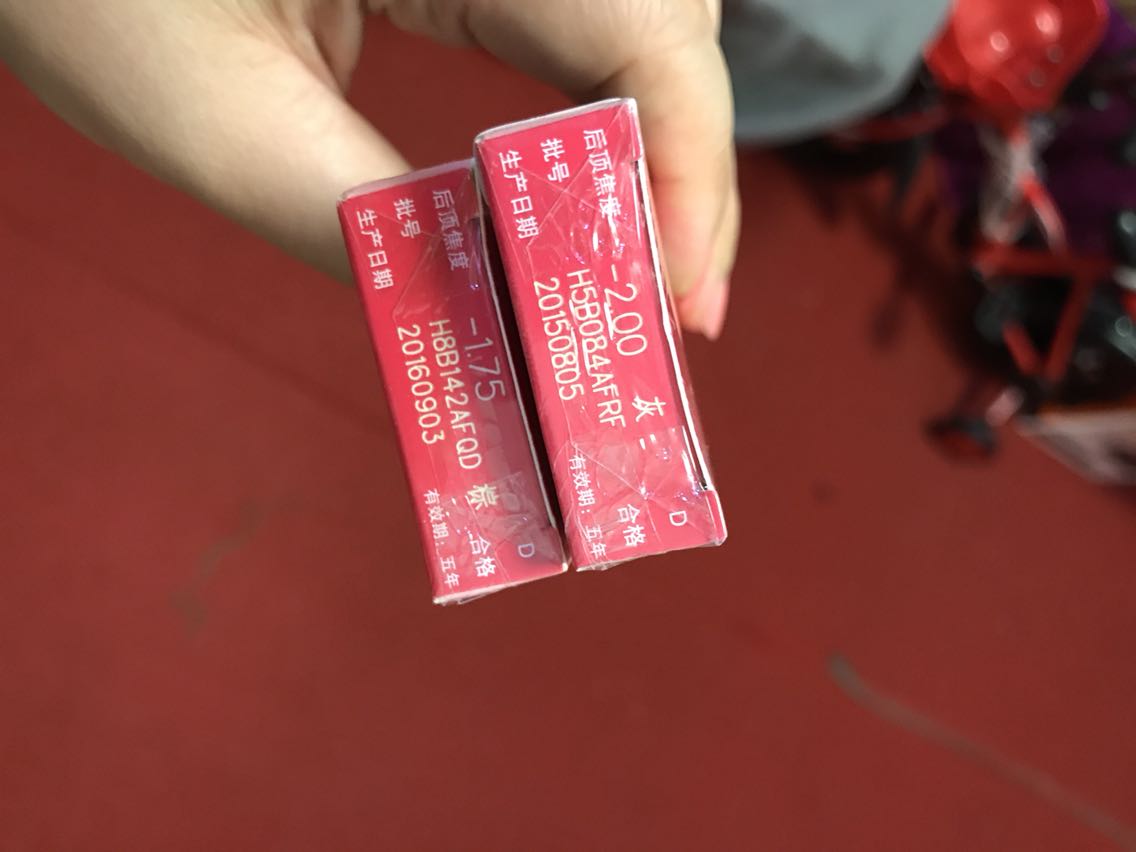 后顶焦度 -1.75 D
批号 H8B142AFQD 棕 合格
生产日期 20160903 有效期：五年
后顶焦度 -2.00 灰 D
批号 H5B084AFRF 合格
生产日期 20150805 有效期：五年